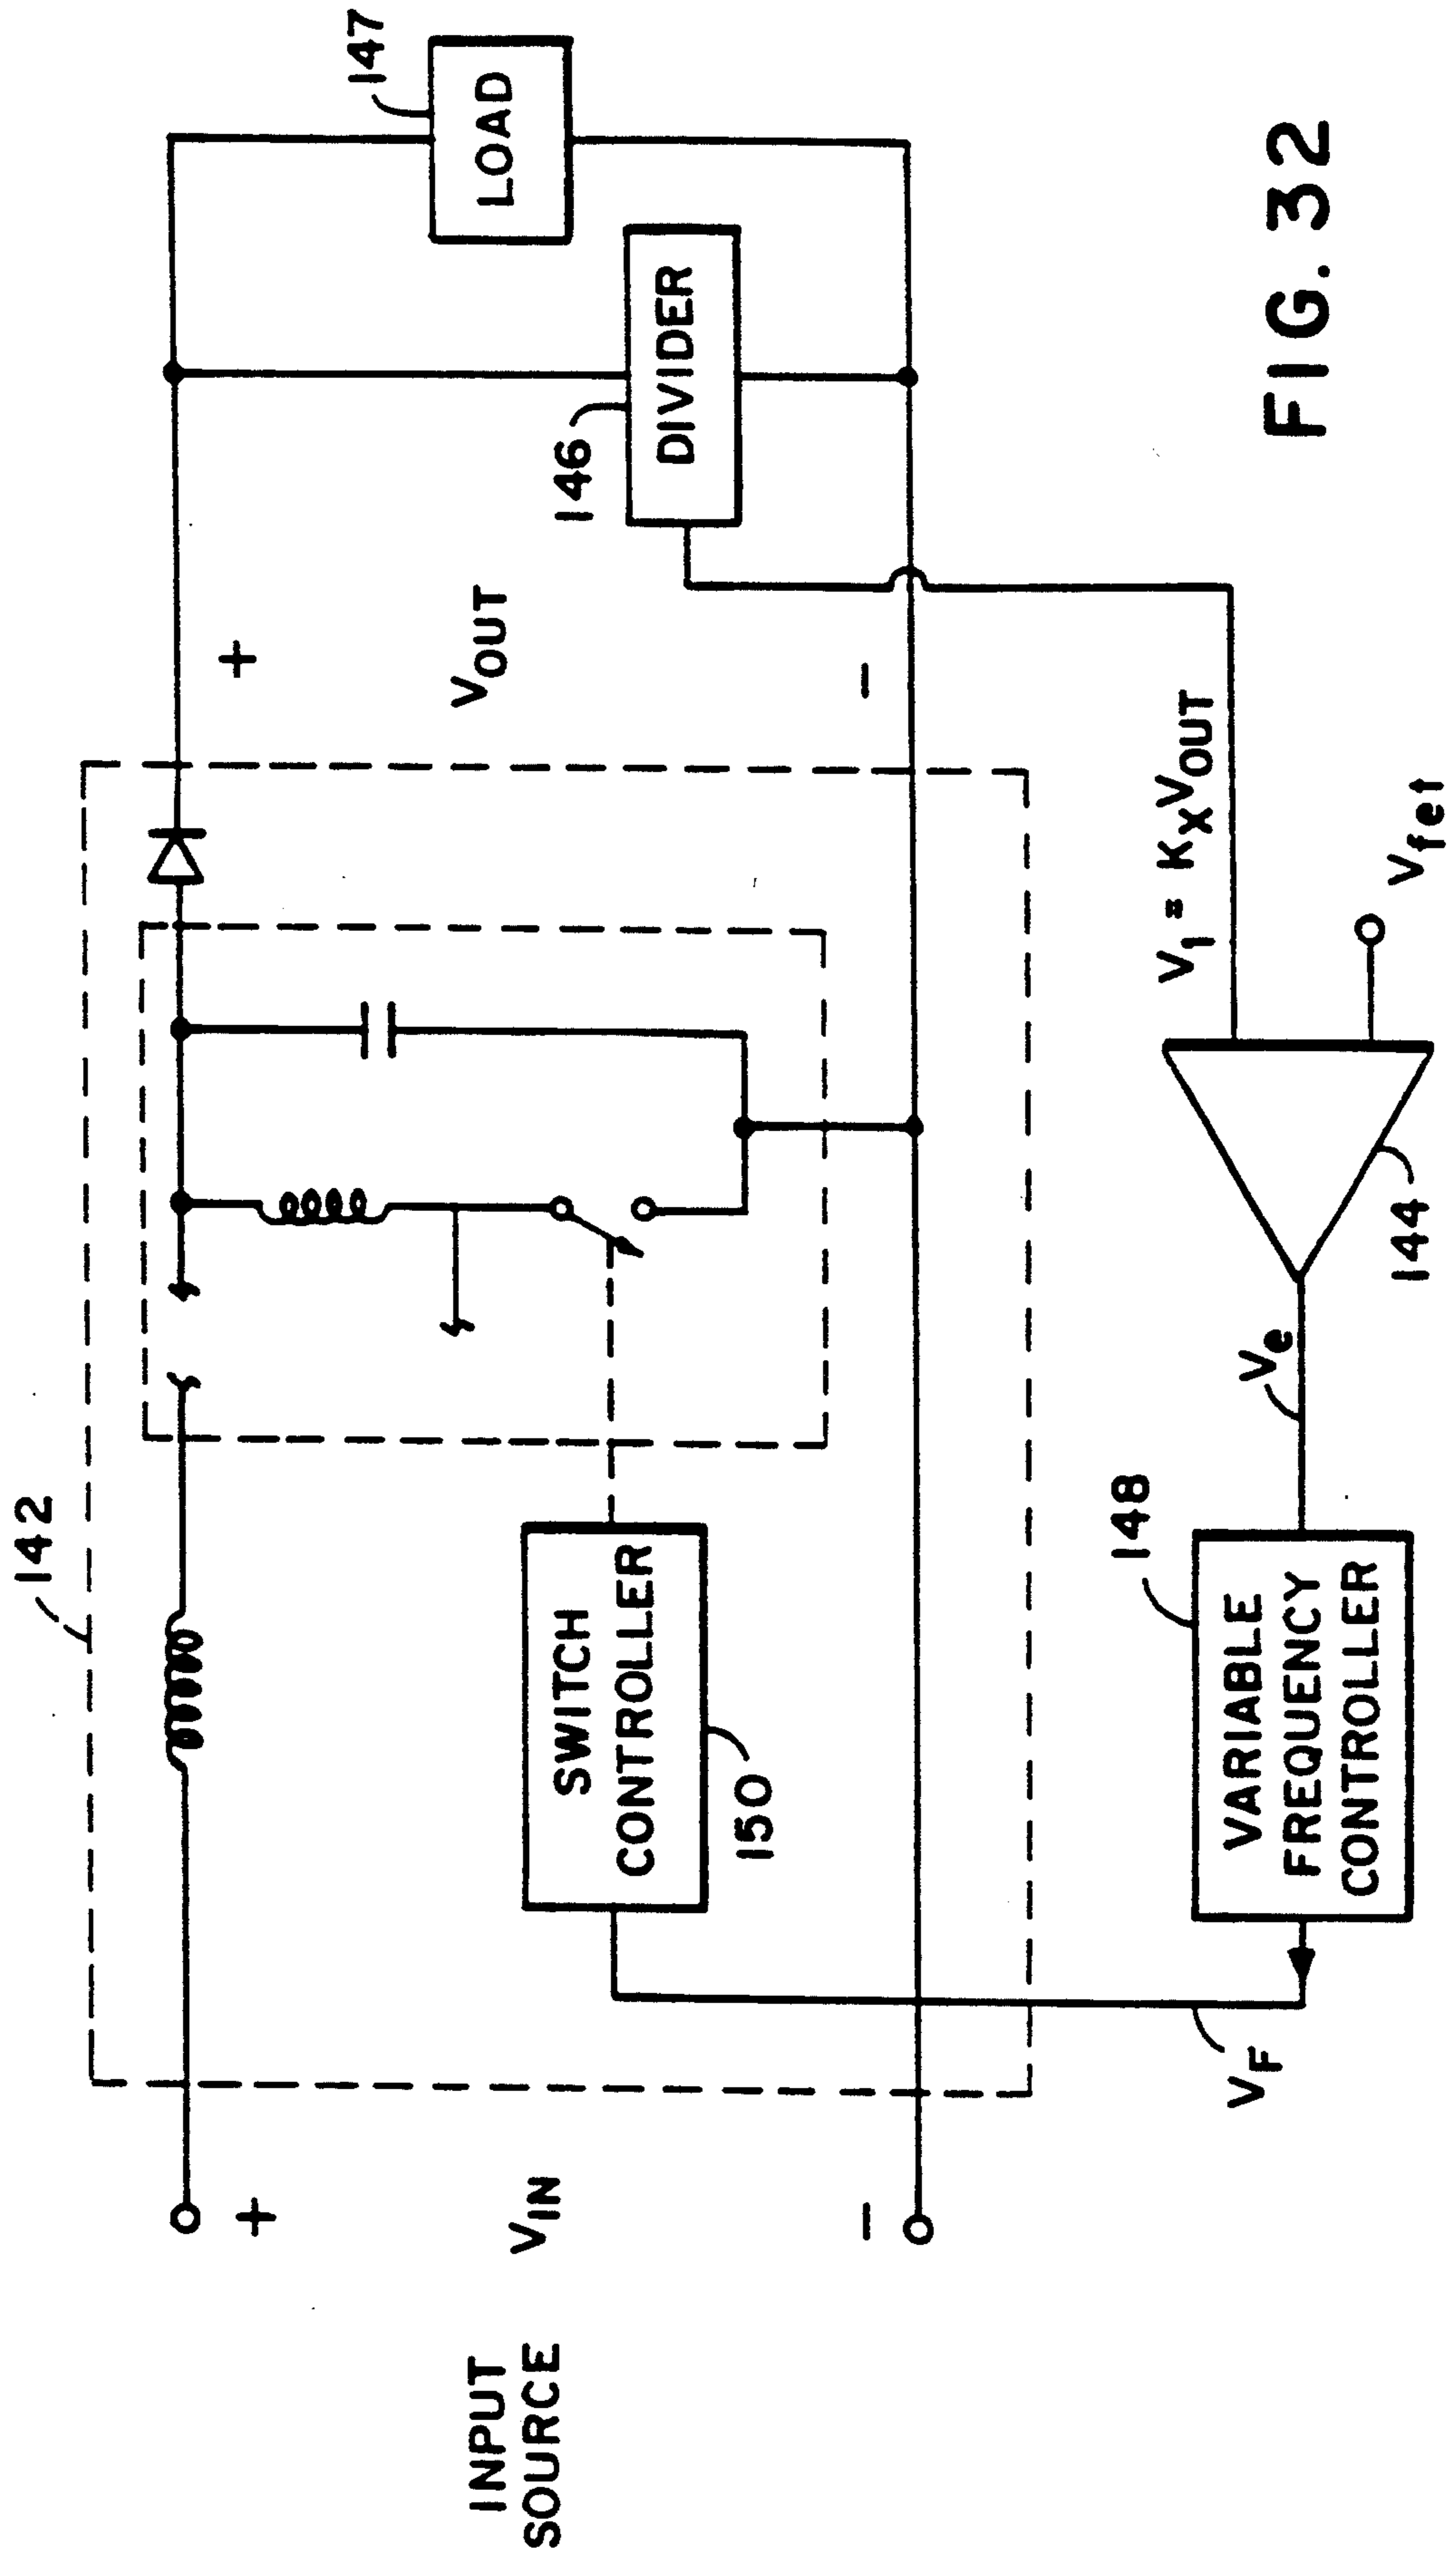 142
147
LOAD
+
+
146
DIVIDER
INPUT
SOURCE
VIN
SWITCH
CONTROLLER
VOUT
150
-
-
148
V1 = KXVOUT
VF
VARIABLE
FREQUENCY
CONTROLLER
Ve
144
Vfet
FIG. 32